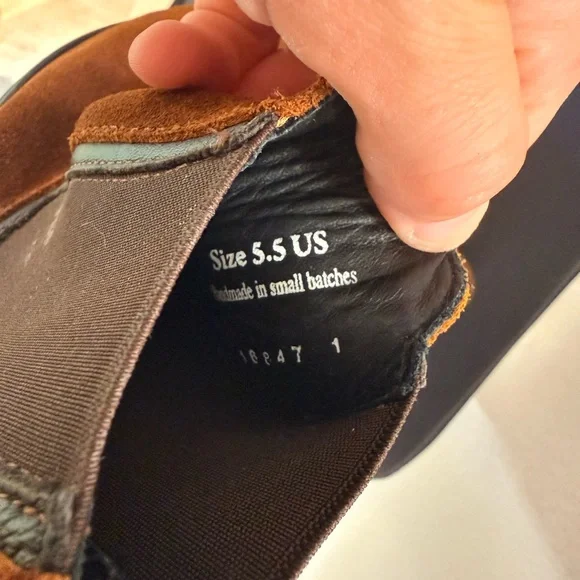 Size 5.5 US
Handmade in small batches
1